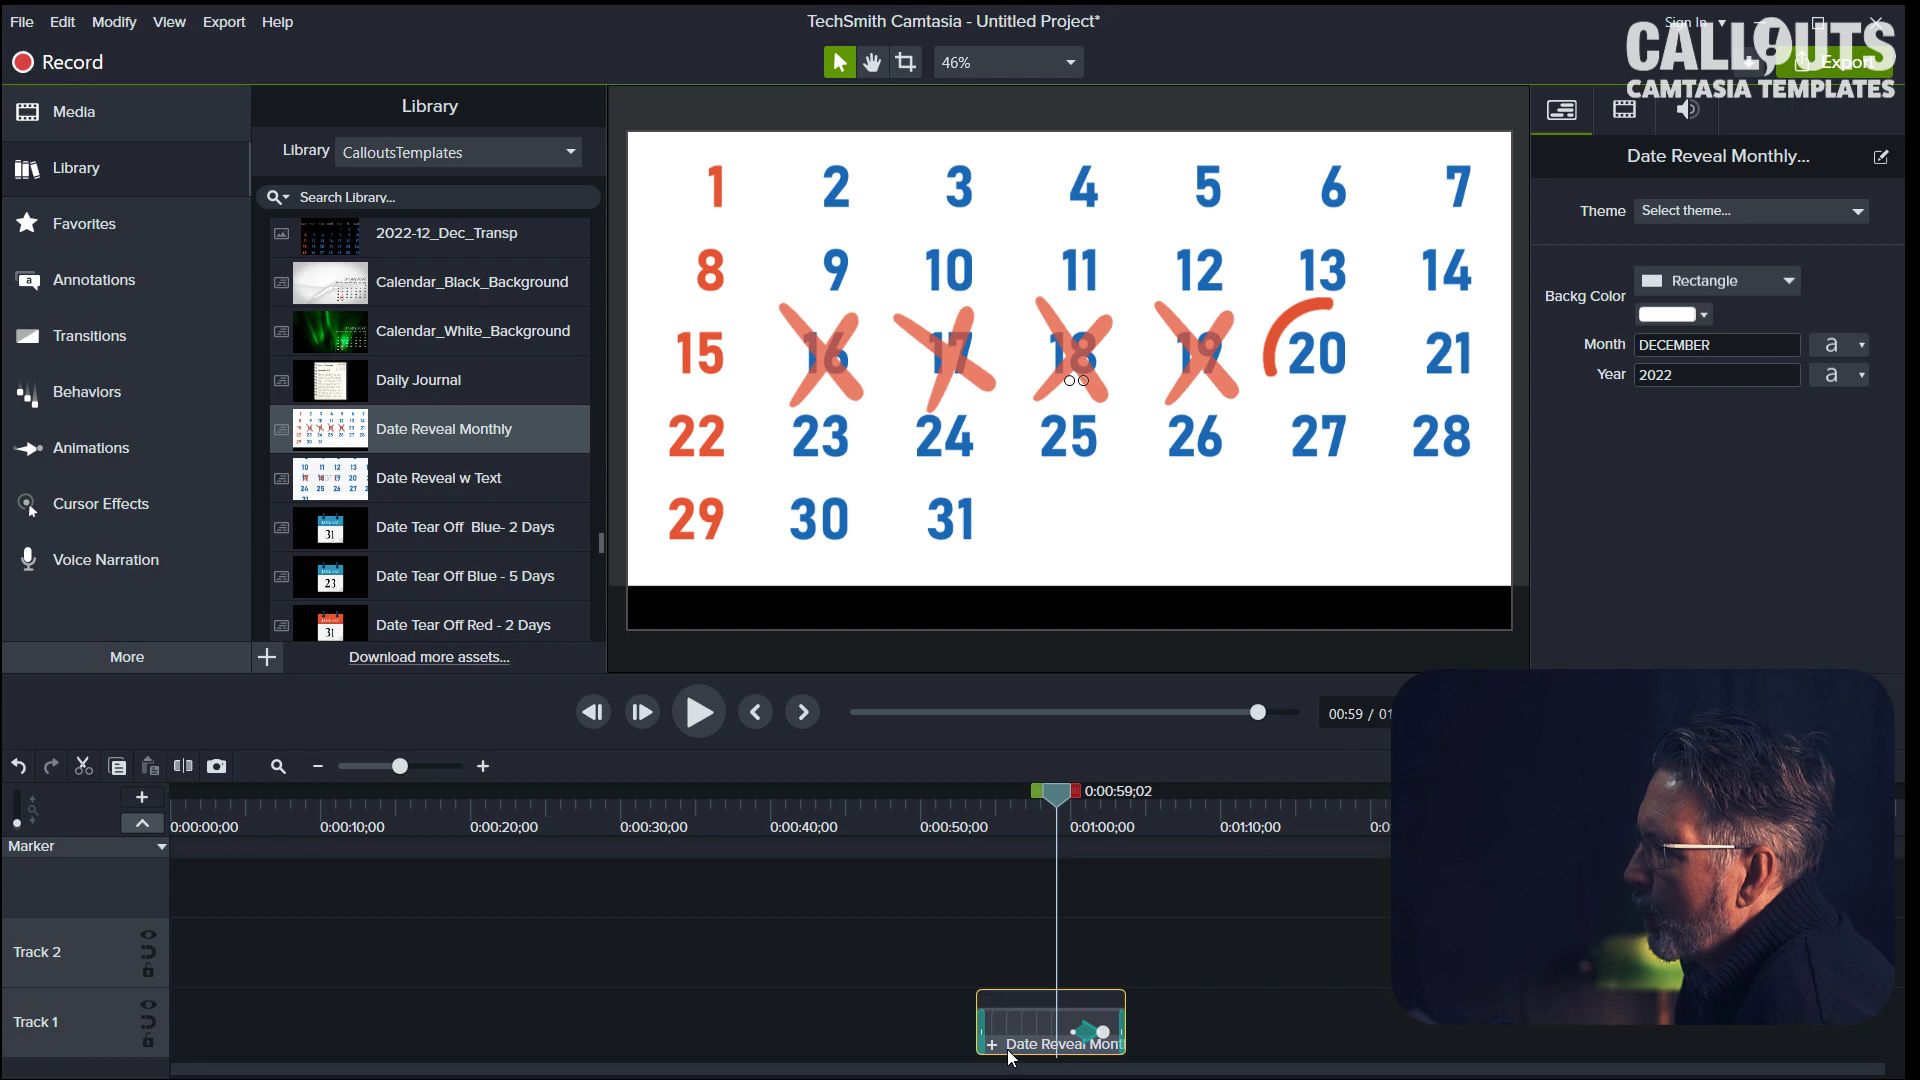 File Edit Modify View Export Help
TechSmith Camtasia - Untitled Project*
Sign In
CALLOUTS
CAMTASIA TEMPLATES
Record
46%
Export
Media
Library
Favorites
Annotations
Transitions
Behaviors
Animations
Cursor Effects
Voice Narration
More
Library
Library CalloutsTemplates
Search Library...
2022-12_Dec_Transp
Calendar_Black_Background
Calendar_White_Background
Daily Journal
Date Reveal Monthly
Date Reveal w Text
Date Tear Off Blue- 2 Days
Date Tear Off Blue - 5 Days
Date Tear Off Red - 2 Days
Download more assets...
1 2 3 4 5 6 7
8 9 10 11 12 13 14
15 16 17 18 19 20 21
22 23 24 25 26 27 28
29 30 31
Date Reveal Monthly...
Theme Select theme...
Backg Color Rectangle
Month DECEMBER a
Year 2022 a
00:59 / 01
0:00:59;02
0:00:00;00 0:00:10;00 0:00:20;00 0:00:30;00 0:00:40;00 0:00:50;00 0:01:00;00 0:01:10;00 0:0
Marker
Track 2
Track 1
+ Date Reveal Mont